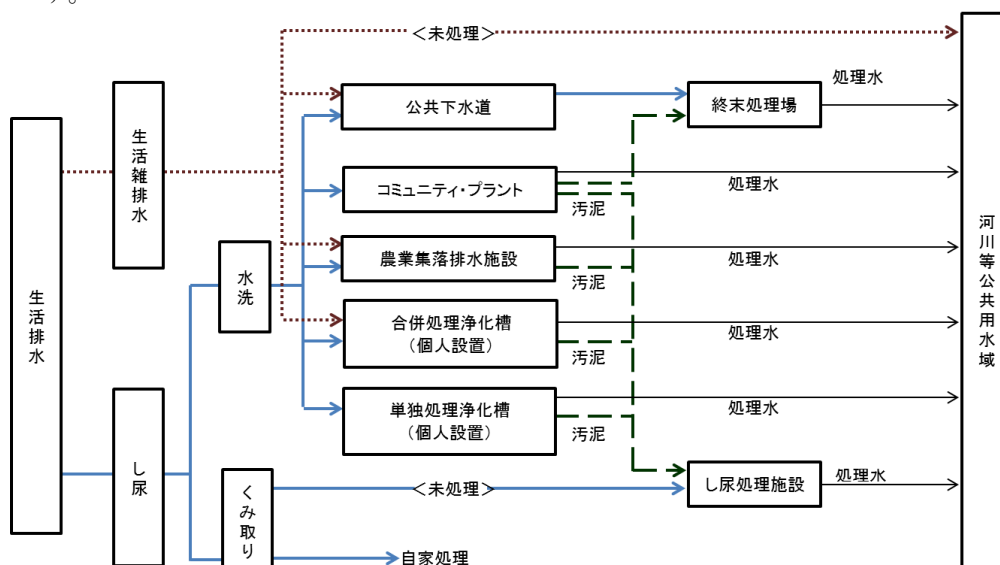 す。
<未処理>
処理水
公共下水道
終末処理場
生活雑排水
コミュニティ・プラント
処理水
汚泥
農業集落排水施設
処理水
汚泥
水洗
河川等公共用水域
生活排水
合併処理浄化槽
(個人設置)
処理水
汚泥
単独処理浄化槽
(個人設置)
処理水
汚泥
し尿
くみ取り
<未処理>
し尿処理施設
処理水
自家処理